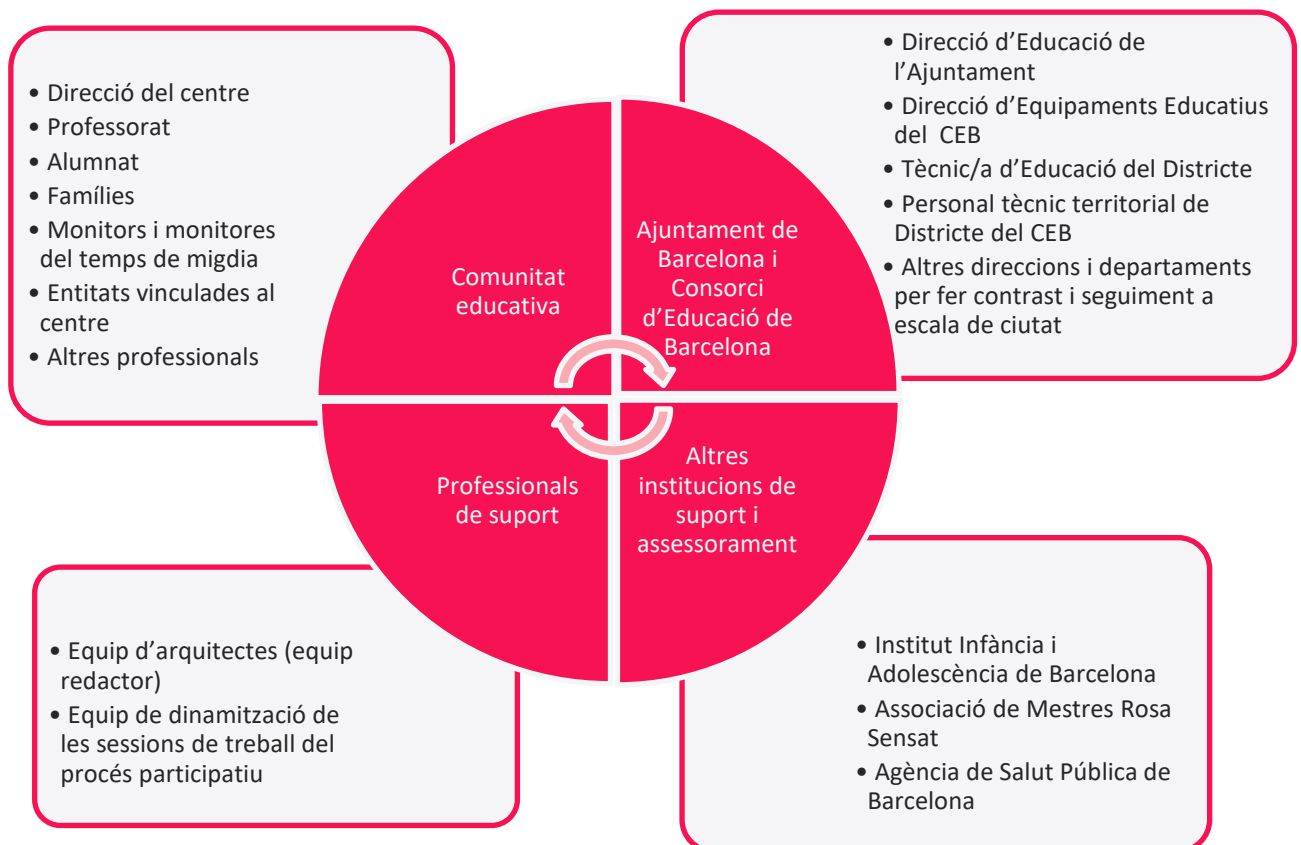 • Direcció del centre
• Professorat
• Alumnat
• Famílies
• Monitors i monitores
del temps de migdia
• Entitats vinculades al
centre
• Altres professionals
Comunitat
educativa
Ajuntament de
Barcelona i
Consorci
d’Educació de
Barcelona
• Direcció d’Educació de
l’Ajuntament
• Direcció d’Equipaments Educatius
del CEB
• Tècnic/a d’Educació del Districte
• Personal tècnic territorial de
Districte del CEB
• Altres direccions i departaments
per fer contrast i seguiment a
escala de ciutat
Professionals
de suport
Altres
institucions de
suport i
assessorament
• Equip d’arquitectes (equip
redactor)
• Equip de dinamització de
les sessions de treball del
procés participatiu
• Institut Infància i
Adolescència de Barcelona
• Associació de Mestres Rosa
Sensat
• Agència de Salut Pública de
Barcelona